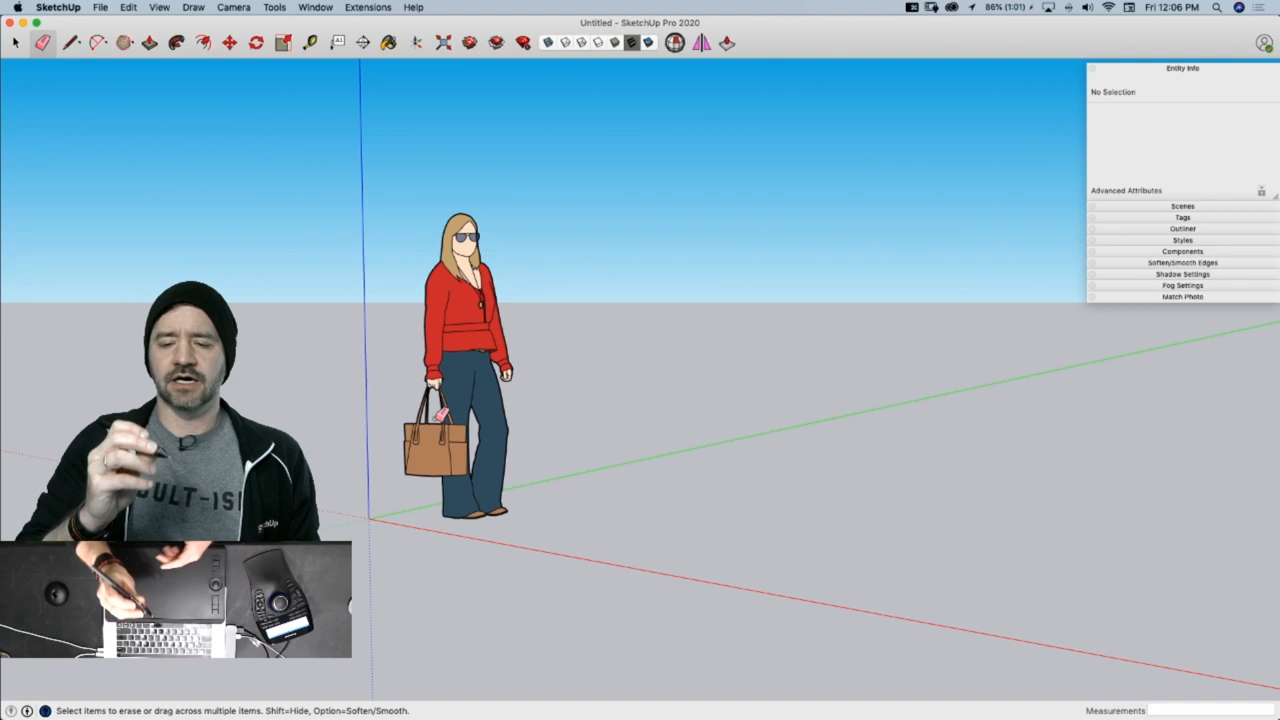 SketchUp File Edit View Draw Camera Tools Window Extensions Help
86% (1:01) Fri 12:06 PM
Untitled - SketchUp Pro 2020
A1
Entity Info
No Selection
Advanced Attributes
Scenes
Tags
Outliner
Styles
Components
Soften/Smooth Edges
Shadow Settings
Fog Settings
Match Photo
Select items to erase or drag across multiple items. Shift=Hide, Option=Soften/Smooth.
Measurements